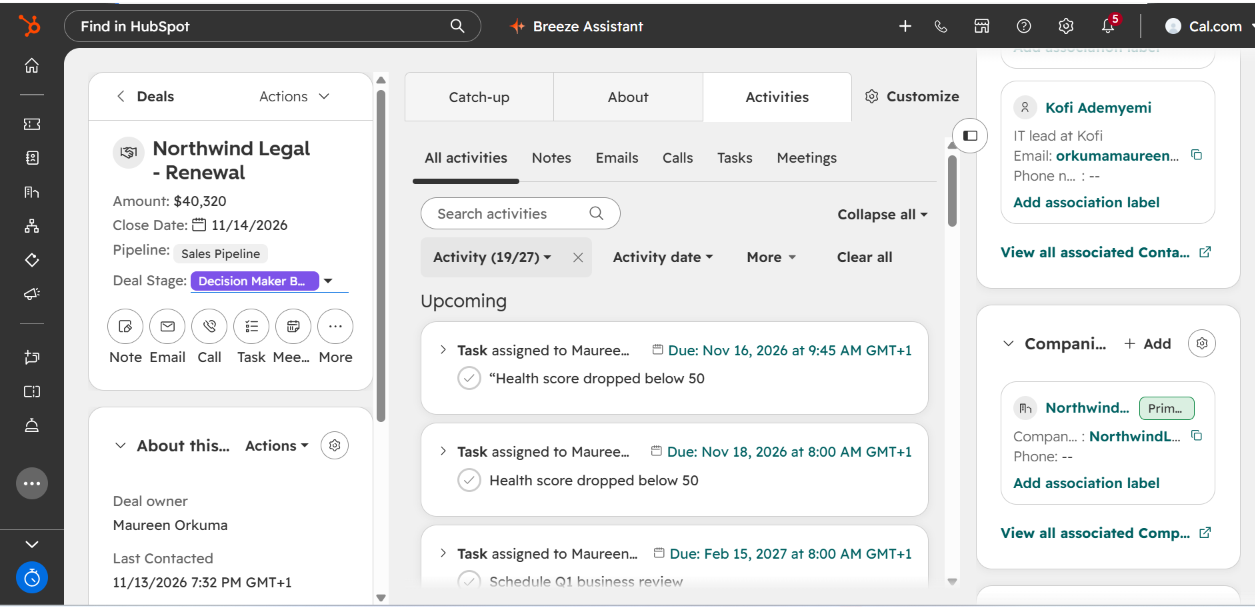 Find in HubSpot
Breeze Assistant
5
Cal.com
Deals
Actions
Northwind Legal
- Renewal
Amount: $40,320
Close Date: 11/14/2026
Pipeline: Sales Pipeline
Deal Stage: Decision Maker B...
Note Email Call Task Mee... More
About this... Actions
Deal owner
Maureen Orkuma
Last Contacted
11/13/2026 7:32 PM GMT+1
Catch-up About Activities Customize
All activities Notes Emails Calls Tasks Meetings
Search activities
Collapse all
Activity (19/27) Activity date More Clear all
Upcoming
Task assigned to Mauree... Due: Nov 16, 2026 at 9:45 AM GMT+1
“Health score dropped below 50
Task assigned to Mauree... Due: Nov 18, 2026 at 8:00 AM GMT+1
Health score dropped below 50
Task assigned to Maureen... Due: Feb 15, 2027 at 8:00 AM GMT+1
Schedule Q1 business review
Add association label
Kofi Ademyemi
IT lead at Kofi
Email: orkumamaureen...
Phone n... : --
Add association label
View all associated Conta...
Compani... + Add
Northwind... Prim...
Compan... : NorthwindL...
Phone: --
Add association label
View all associated Comp...